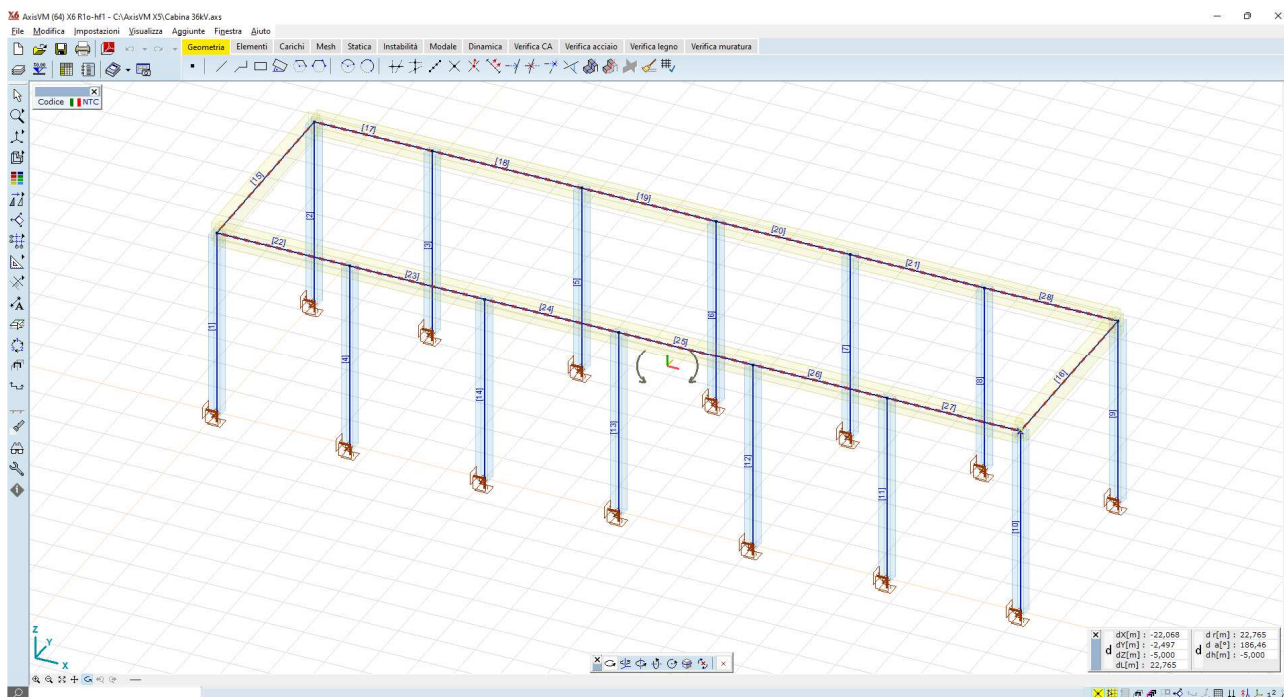 X6 AxisVM (64) X6 R1o-hf1 - C:\AxisVM X5\Cabina 36kV.axs
File Modifica Impostazioni Visualizza Aggiunte Finestra Aiuto
Geometria Elementi Carichi Mesh Statica Instabilità Modale Dinamica Verifica CA Verifica acciaio Verifica legno Verifica muratura
Codice NTC
[17]
[18]
[15]
[19]
[2]
[20]
[3]
[22]
[21]
[23]
[5]
[28]
[24]
[6]
[1]
[25]
[7]
[4]
[26]
[16]
[8]
[14]
[27]
[9]
[13]
[12]
[11]
[10]
Z
Y
X
d
dX[m] : -22,068
dY[m] : -2,497
dZ[m] : -5,000
dL[m] : 22,765
d
d r[m] : 22,765
d a[°] : 186,46
dh[m] : -5,000